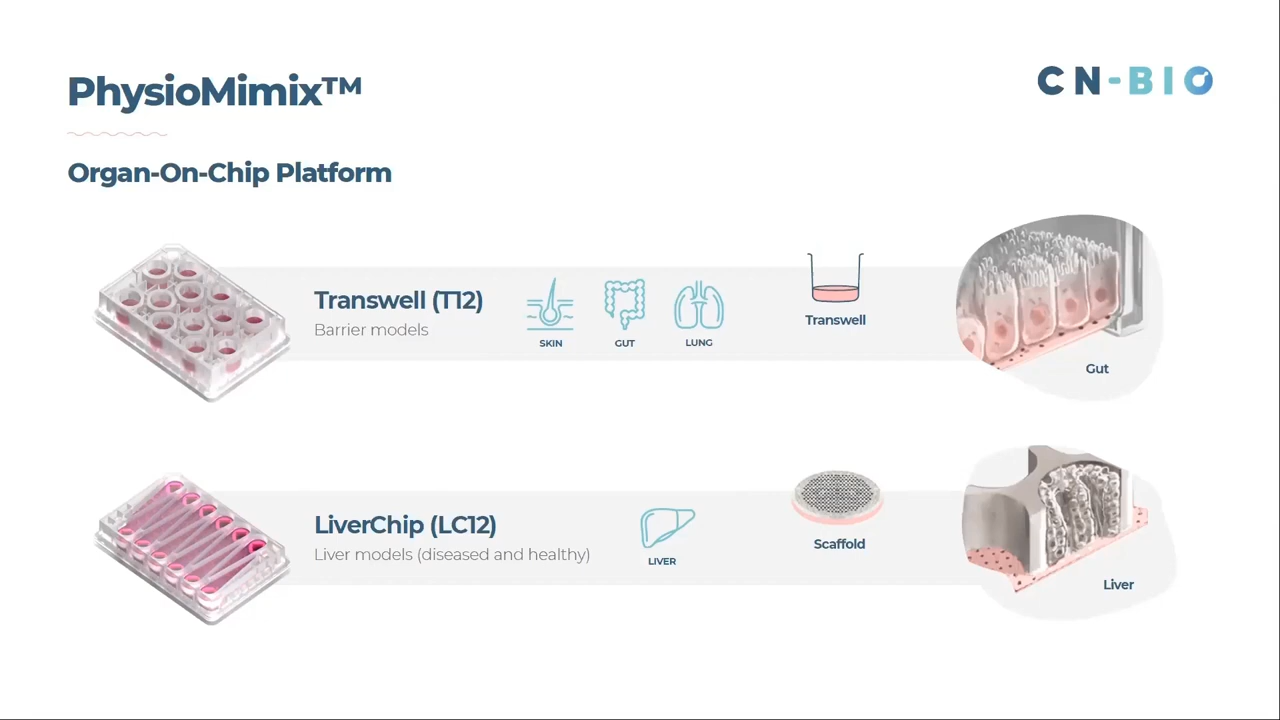 PhysioMimix™
CN-BIO
Organ-On-Chip Platform
Transwell (T12)
Barrier models
SKIN
GUT
LUNG
Transwell
Gut
LiverChip (LC12)
Liver models (diseased and healthy)
LIVER
Scaffold
Liver